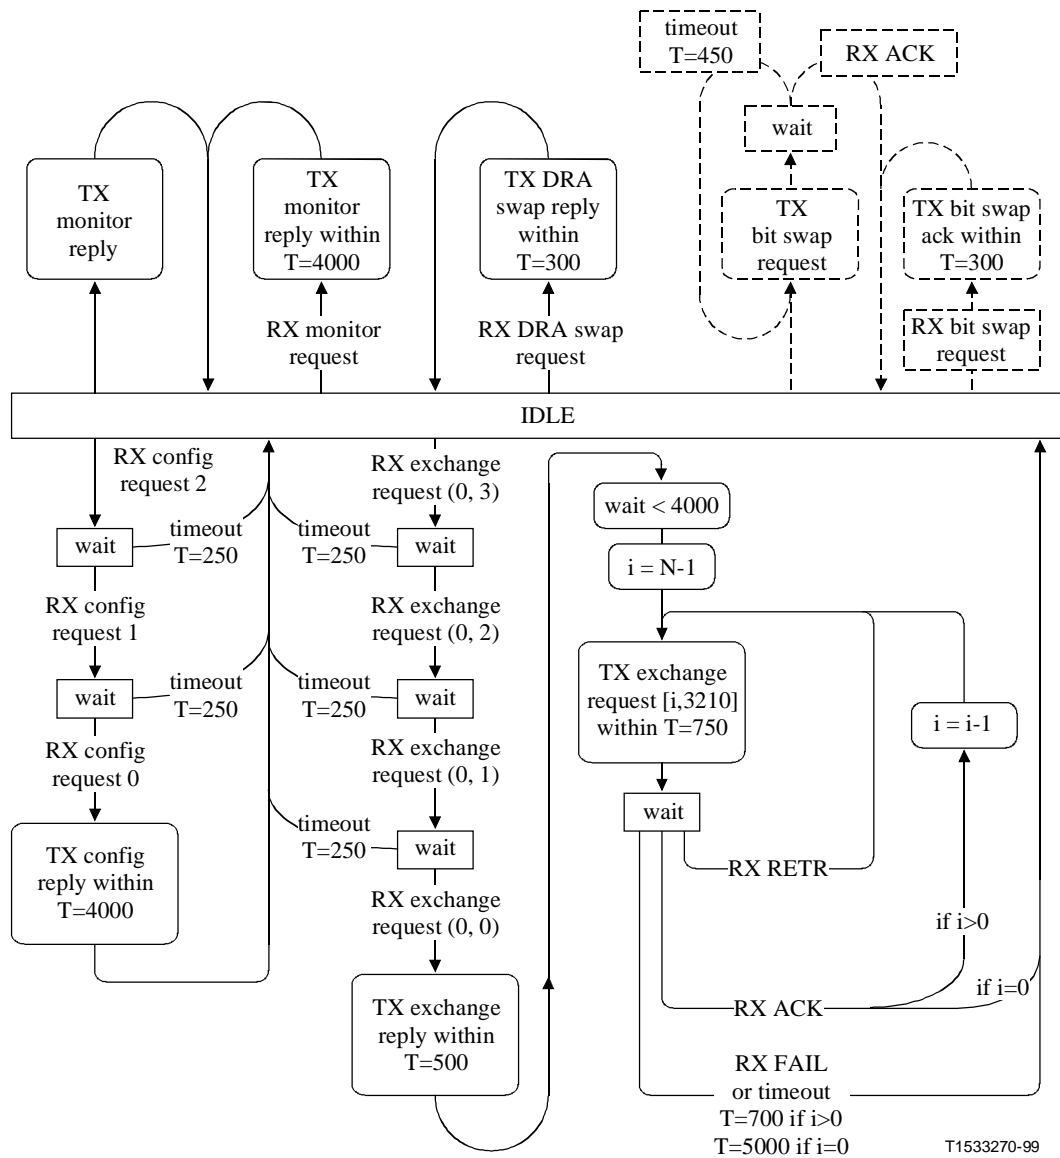 timeout
T=450
RX ACK
wait
TX
monitor
reply
TX
monitor
reply within
T=4000
TX DRA
swap reply
within
T=300
TX
bit swap
request
TX bit swap
ack within
T=300
RX monitor
request
RX DRA swap
request
RX bit swap
request
IDLE
RX config
request 2
RX exchange
request (0, 3)
wait < 4000
wait
timeout
T=250
timeout
T=250
wait
i = N-1
RX config
request 1
RX exchange
request (0, 2)
wait
timeout
T=250
timeout
T=250
wait
TX exchange
request [i,3210]
within T=750
i = i-1
RX config
request 0
RX exchange
request (0, 1)
wait
timeout
T=250
wait
TX config
reply within
T=4000
RX RETR
RX exchange
request (0, 0)
if i>0
if i=0
RX ACK
TX exchange
reply within
T=500
RX FAIL
or timeout
T=700 if i>0
T=5000 if i=0
T1533270-99